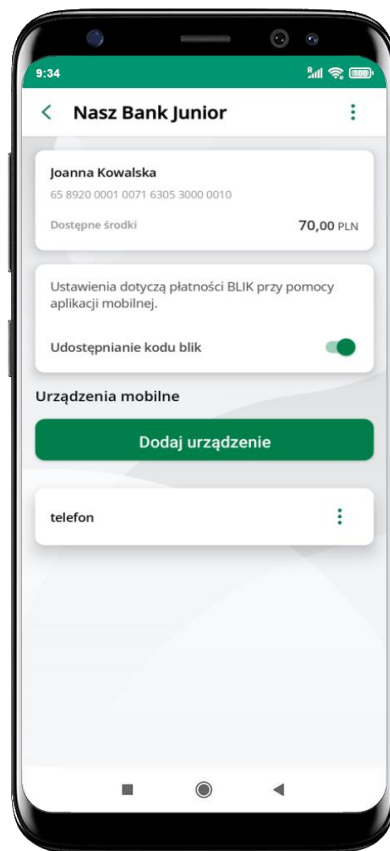 9:34
R
100
Nasz Bank Junior
Joanna Kowalska
65 8920 0001 0071 6305 3000 0010
Dostępne środki 70,00 PLN
Ustawienia dotyczą płatności BLIK przy pomocy
aplikacji mobilnej.
Udostępnianie kodu blik
Urządzenia mobilne
Dodaj urządzenie
telefon